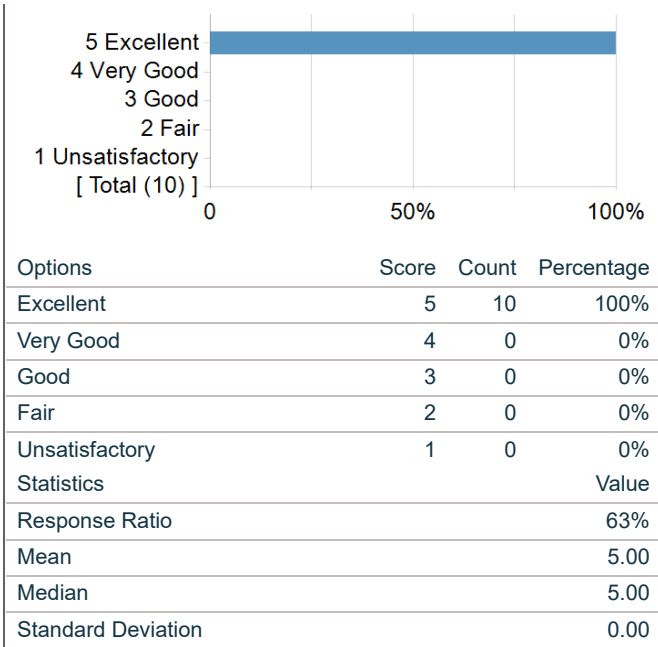 5 Excellent
4 Very Good
3 Good
2 Fair
1 Unsatisfactory
[ Total (10) ]
0 50% 100%
Options Score Count Percentage
Excellent 5 10 100%
Very Good 4 0 0%
Good 3 0 0%
Fair 2 0 0%
Unsatisfactory 1 0 0%
Statistics Value
Response Ratio 63%
Mean 5.00
Median 5.00
Standard Deviation 0.00